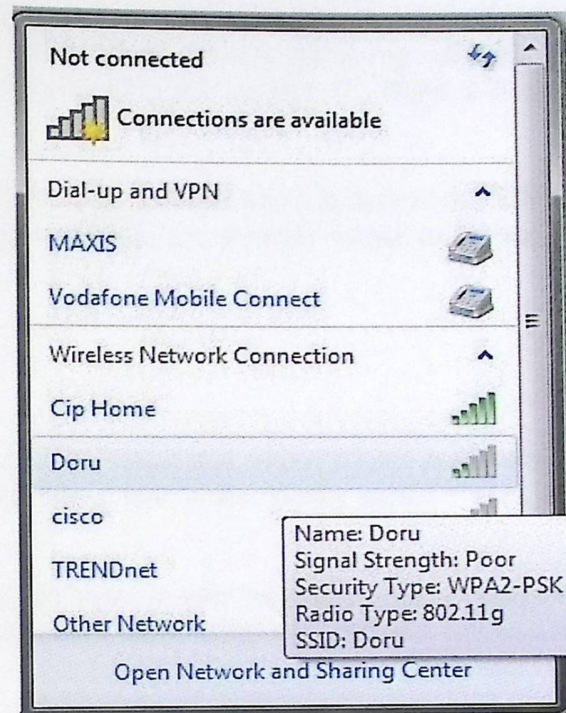 Not connected
Connections are available
Dial-up and VPN
MAXIS
Vodafone Mobile Connect
Wireless Network Connection
Cip Home
Doru
cisco
TRENDnet
Other Network
Name: Doru
Signal Strength: Poor
Security Type: WPA2-PSK
Radio Type: 802.11g
SSID: Doru
Open Network and Sharing Center